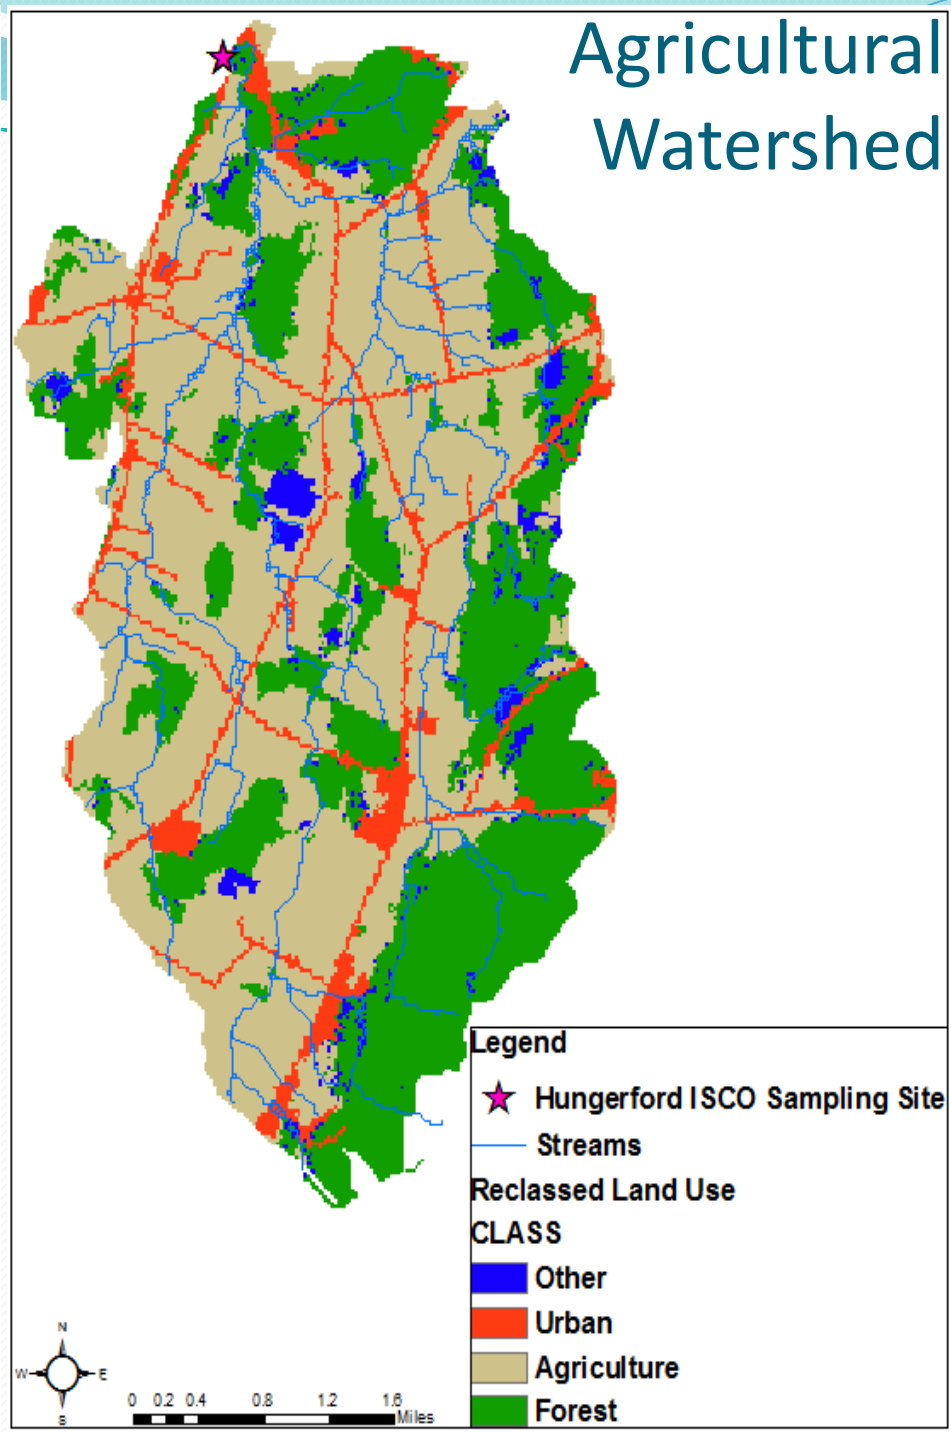 Agricultural
Watershed
Legend
Hungerford ISCO Sampling Site
Streams
Reclassed Land Use
CLASS
Other
Urban
Agriculture
Forest
N
W E
S
0 0.2 0.4 0.8 1.2 1.6
Miles